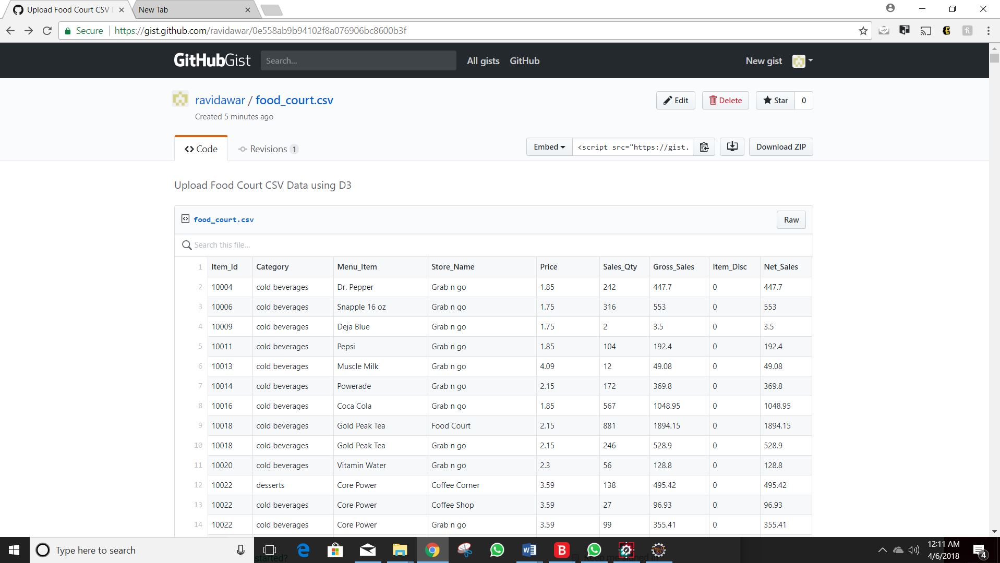 Upload Food Court CSV
New Tab
Secure https://gist.github.com/ravidawar/0e558ab9b94102f8a076906bc8600b3f
GitHubGist Search... All gists GitHub New gist
ravidawar / food_court.csv Edit Delete Star 0
Created 5 minutes ago
Code Revisions 1 Embed <script src="https://gist. Download ZIP
Upload Food Court CSV Data using D3
food_court.csv Raw
Search this file...
1 Item_Id Category Menu_Item Store_Name Price Sales_Qty Gross_Sales Item_Disc Net_Sales
2 10004 cold beverages Dr. Pepper Grab n go 1.85 242 447.7 0 447.7
3 10006 cold beverages Snapple 16 oz Grab n go 1.75 316 553 0 553
4 10009 cold beverages Deja Blue Grab n go 1.75 2 3.5 0 3.5
5 10011 cold beverages Pepsi Grab n go 1.85 104 192.4 0 192.4
6 10013 cold beverages Muscle Milk Grab n go 4.09 12 49.08 0 49.08
7 10014 cold beverages Powerade Grab n go 2.15 172 369.8 0 369.8
8 10016 cold beverages Coca Cola Grab n go 1.85 567 1048.95 0 1048.95
9 10018 cold beverages Gold Peak Tea Food Court 2.15 881 1894.15 0 1894.15
10 10018 cold beverages Gold Peak Tea Grab n go 2.15 246 528.9 0 528.9
11 10020 cold beverages Vitamin Water Grab n go 2.3 56 128.8 0 128.8
12 10022 desserts Core Power Coffee Corner 3.59 138 495.42 0 495.42
13 10022 cold beverages Core Power Coffee Shop 3.59 27 96.93 0 96.93
14 10022 cold beverages Core Power Grab n go 3.59 99 355.41 0 355.41
Type here to search
started?
12:11 AM
4/6/2018
4